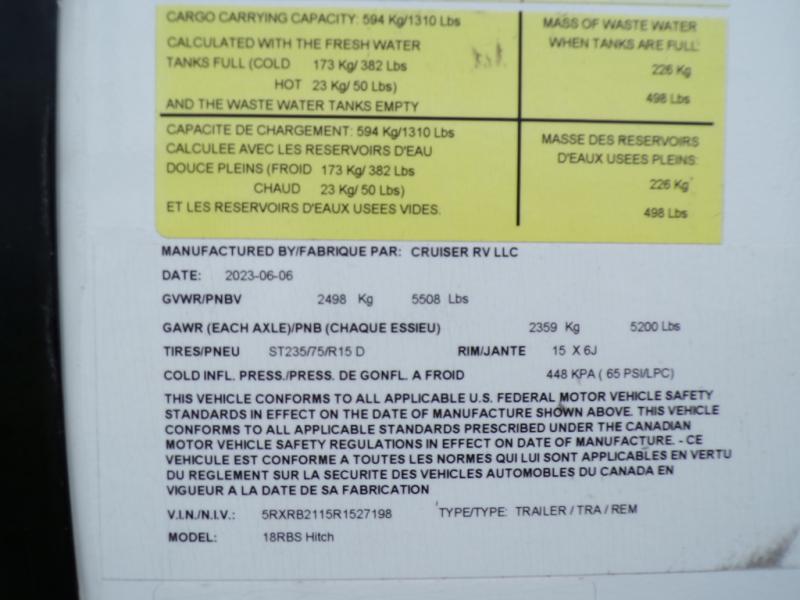 CARGO CARRYING CAPACITY: 594 Kg/1310 Lbs
CALCULATED WITH THE FRESH WATER
TANKS FULL (COLD 173 Kg/ 382 Lbs
HOT 23 Kg/ 50 Lbs)
AND THE WASTE WATER TANKS EMPTY
MASS OF WASTE WATER
WHEN TANKS ARE FULL:
226 Kg
498 Lbs
CAPACITE DE CHARGEMENT: 594 Kg/1310 Lbs
CALCULEE AVEC LES RESERVOIRS D'EAU
DOUCE PLEINS (FROID 173 Kg/ 382 Lbs
CHAUD 23 Kg/ 50 Lbs)
ET LES RESERVOIRS D'EAUX USEES VIDES.
MASSE DES RESERVOIRS
D'EAUX USEES PLEINS:
226 Kg
498 Lbs
MANUFACTURED BY/FABRIQUE PAR: CRUISER RV LLC
DATE: 2023-06-06
GVWR/PNBV 2498 Kg 5508 Lbs
GAWR (EACH AXLE)/PNB (CHAQUE ESSIEU) 2359 Kg 5200 Lbs
TIRES/PNEU ST235/75/R15 D RIM/JANTE 15 X 6J
COLD INFL. PRESS./PRESS. DE GONFL. A FROID 448 KPA ( 65 PSI/LPC)
THIS VEHICLE CONFORMS TO ALL APPLICABLE U.S. FEDERAL MOTOR VEHICLE SAFETY
STANDARDS IN EFFECT ON THE DATE OF MANUFACTURE SHOWN ABOVE. THIS VEHICLE
CONFORMS TO ALL APPLICABLE STANDARDS PRESCRIBED UNDER THE CANADIAN
MOTOR VEHICLE SAFETY REGULATIONS IN EFFECT ON DATE OF MANUFACTURE. - CE
VEHICULE EST CONFORME A TOUTES LES NORMES QUI LUI SONT APPLICABLES EN VERTU
DU REGLEMENT SUR LA SECURITE DES VEHICLES AUTOMOBLES DU CANADA EN
VIGUEUR A LA DATE DE SA FABRICATION
V.I.N./N.I.V.: 5RXRB2115R1527198 TYPE/TYPE: TRAILER / TRA / REM
MODEL: 18RBS Hitch